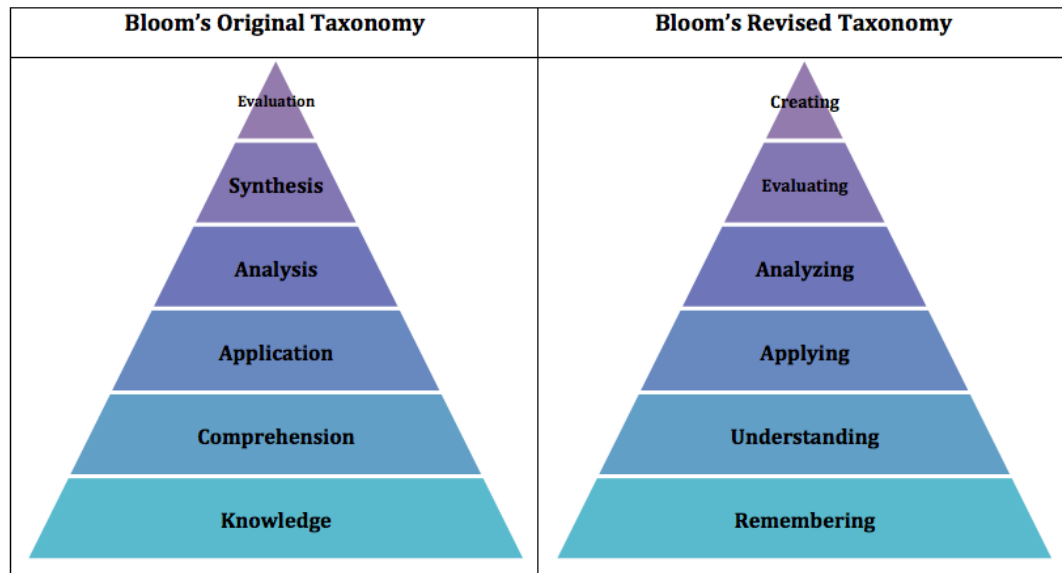 Bloom’s Original Taxonomy
Evaluation
Synthesis
Analysis
Application
Comprehension
Knowledge
Bloom’s Revised Taxonomy
Creating
Evaluating
Analyzing
Applying
Understanding
Remembering